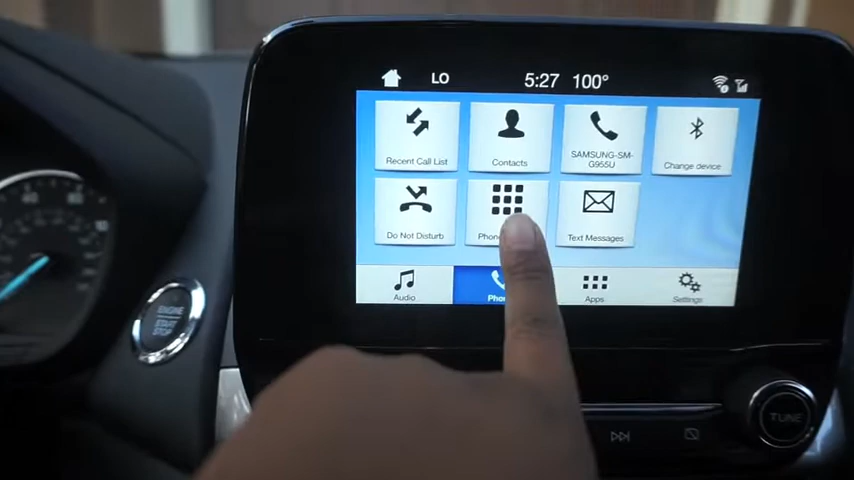 LO 5:27 100°
Recent Call List
Contacts
SAMSUNG-SM-
G955U
Change device
Do Not Disturb
Phone
Text Messages
Audio
Apps
Settings
ENGINE
START
STOP
TUNE